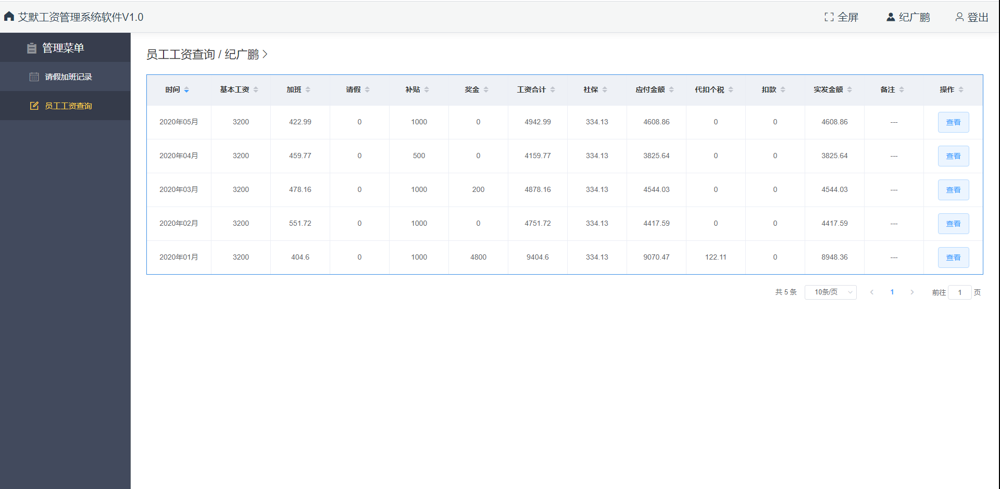 艾默工资管理系统软件V1.0 全屏 纪广鹏 登出
管理菜单
请假加班记录
员工工资查询
员工工资查询 / 纪广鹏
时间 基本工资 加班 请假 补贴 奖金 工资合计 社保 应付金额 代扣个税 扣款 实发金额 备注 操作
2020年05月 3200 422.99 0 1000 0 4942.99 334.13 4608.86 0 0 4608.86 --- 查看
2020年04月 3200 459.77 0 500 0 4159.77 334.13 3825.64 0 0 3825.64 --- 查看
2020年03月 3200 478.16 0 1000 200 4878.16 334.13 4544.03 0 0 4544.03 --- 查看
2020年02月 3200 551.72 0 1000 0 4751.72 334.13 4417.59 0 0 4417.59 --- 查看
2020年01月 3200 404.6 0 1000 4800 9404.6 334.13 9070.47 122.11 0 8948.36 --- 查看
共 5 条 10条/页 1 前往 1 页